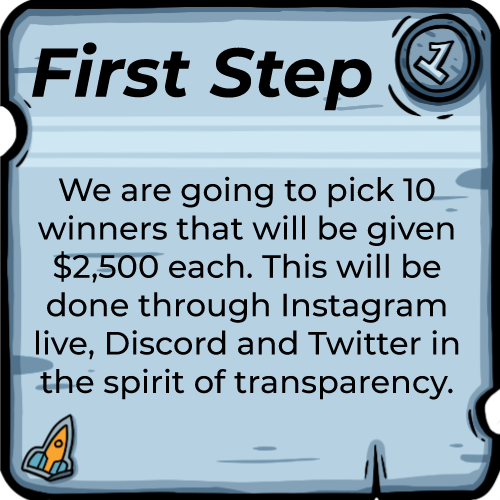 First Step
1
We are going to pick 10
winners that will be given
$2,500 each. This will be
done through Instagram
live, Discord and Twitter in
the spirit of transparency.